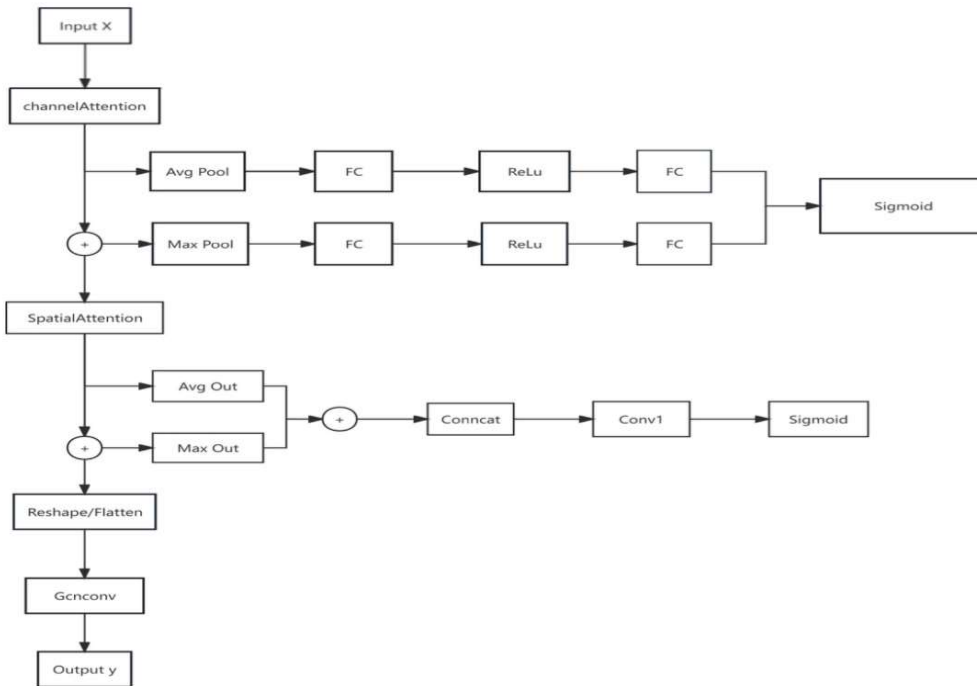 Input X
channelAttention
Avg Pool
FC
ReLu
FC
Sigmoid
+
Max Pool
FC
ReLu
FC
SpatialAttention
Avg Out
+
Conncat
Conv1
Sigmoid
+
Max Out
Reshape/Flatten
Gcnconv
Output y